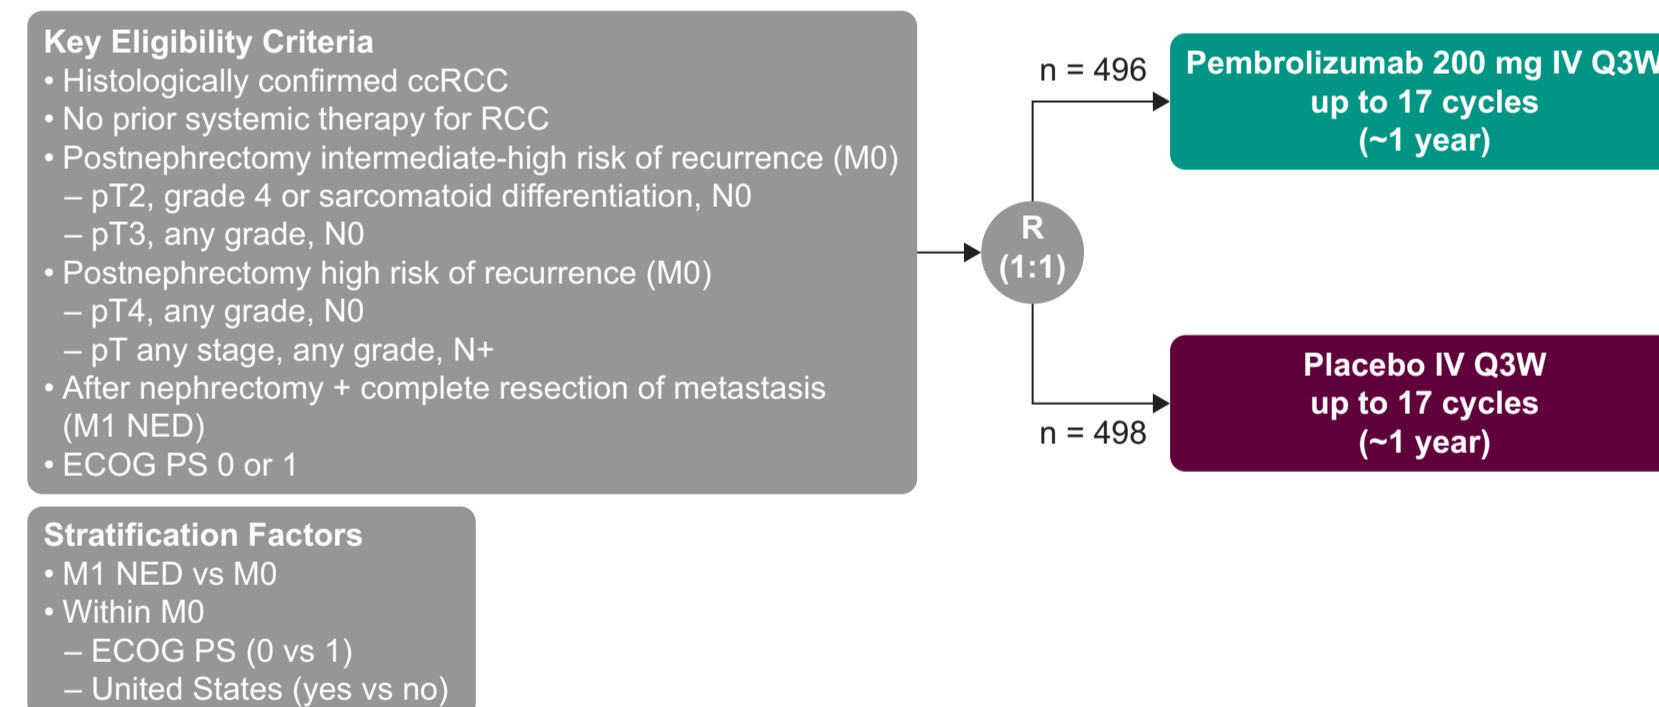 Key Eligibility Criteria
• Histologically confirmed ccRCC
• No prior systemic therapy for RCC
• Postnephrectomy intermediate-high risk of recurrence (M0)
– pT2, grade 4 or sarcomatoid differentiation, N0
– pT3, any grade, N0
• Postnephrectomy high risk of recurrence (M0)
– pT4, any grade, N0
– pT any stage, any grade, N+
• After nephrectomy + complete resection of metastasis
(M1 NED)
• ECOG PS 0 or 1
Stratification Factors
• M1 NED vs M0
• Within M0
– ECOG PS (0 vs 1)
– United States (yes vs no)
R
(1:1)
n = 496
Pembrolizumab 200 mg IV Q3W
up to 17 cycles
(~1 year)
n = 498
Placebo IV Q3W
up to 17 cycles
(~1 year)